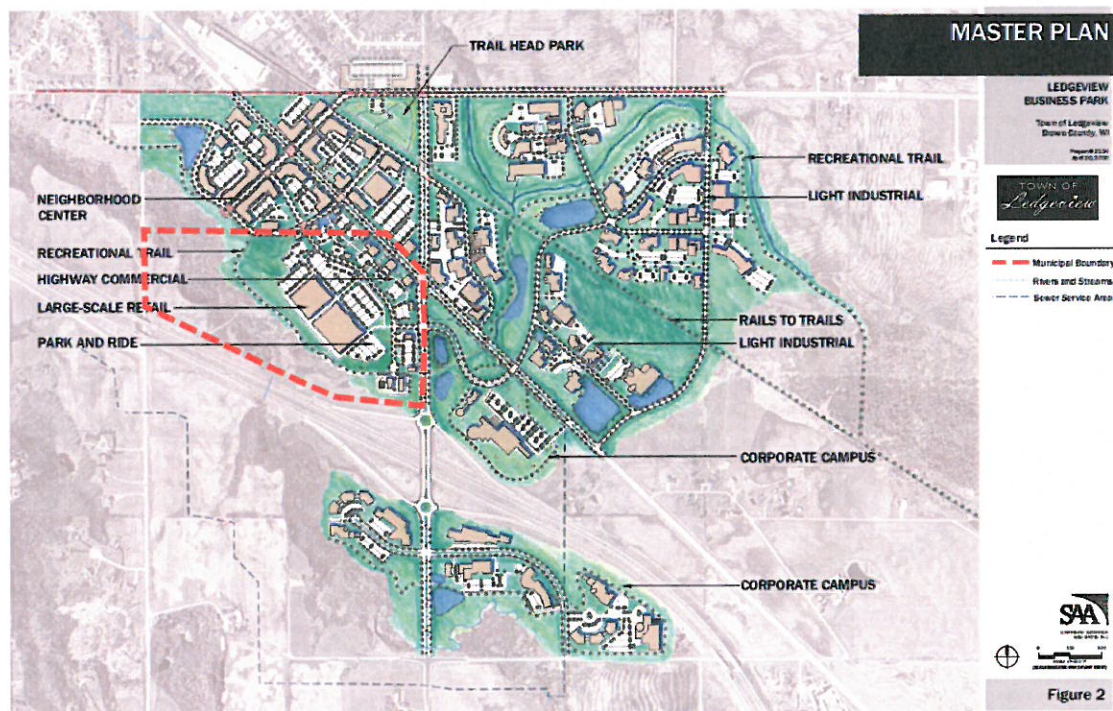 MASTER PLAN
LEDGEVIEW
BUSINESS PARK
Town of Ledgeview
Brown County, WI
TOWN OF
Ledgeview
Legend
Municipal Boundary
Rivers and Streams
Sewer Service Area
TRAIL HEAD PARK
RECREATIONAL TRAIL
LIGHT INDUSTRIAL
NEIGHBORHOOD
CENTER
RECREATIONAL TRAIL
HIGHWAY COMMERCIAL
LARGE-SCALE RETAIL
PARK AND RIDE
RAILS TO TRAILS
LIGHT INDUSTRIAL
CORPORATE CAMPUS
CORPORATE CAMPUS
SAA
Figure 2